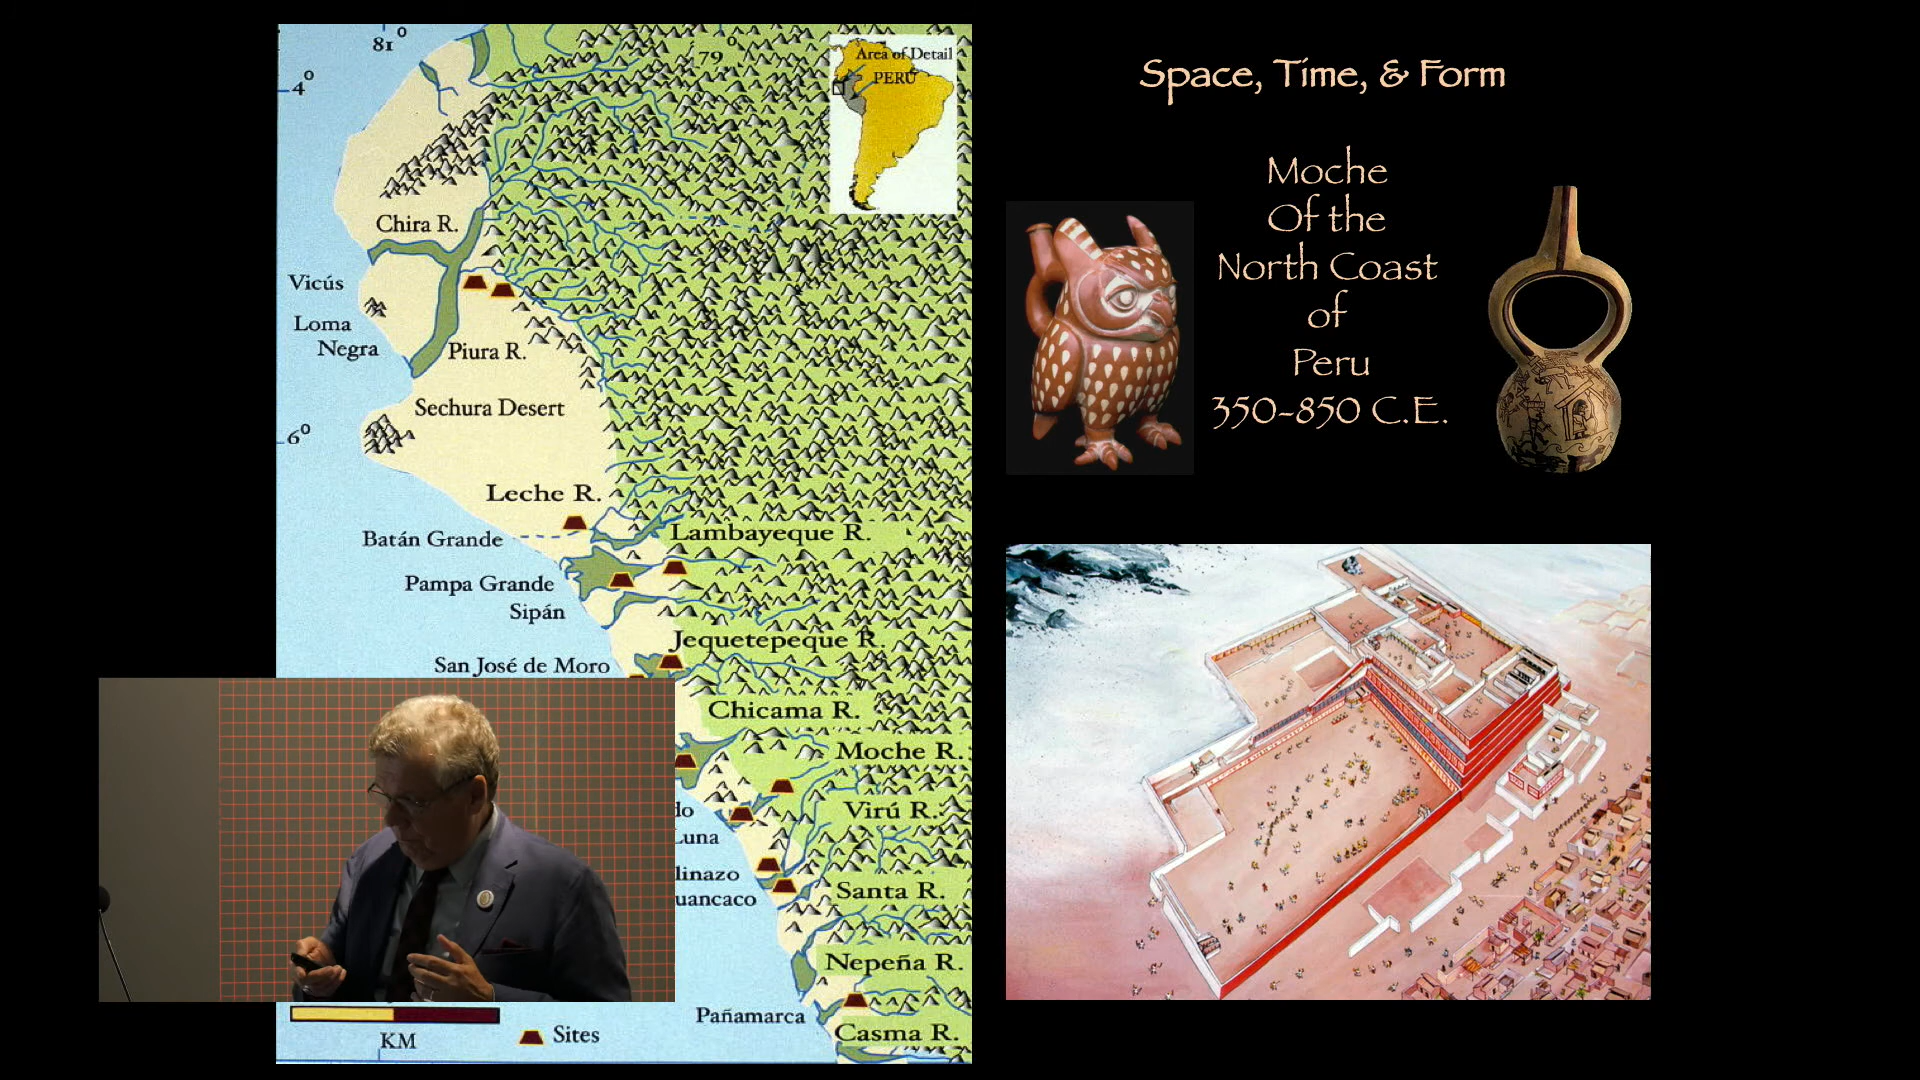 81°
79°
4°
Area of Detail
PERU
Chira R.
Vicús
Loma
Negra
Piura R.
Sechura Desert
6°
Leche R.
Batán Grande
Lambayeque R.
Pampa Grande
Sipán
Jequetepeque R.
San José de Moro
Chicama R.
Moche R.
do
Luna
Virú R.
llinazo
uancaco
Santa R.
Nepeña R.
Pañamarca
Casma R.
KM
Sites
Space, Time, & Form
Moche
Of the
North Coast
of
Peru
350-850 C.E.